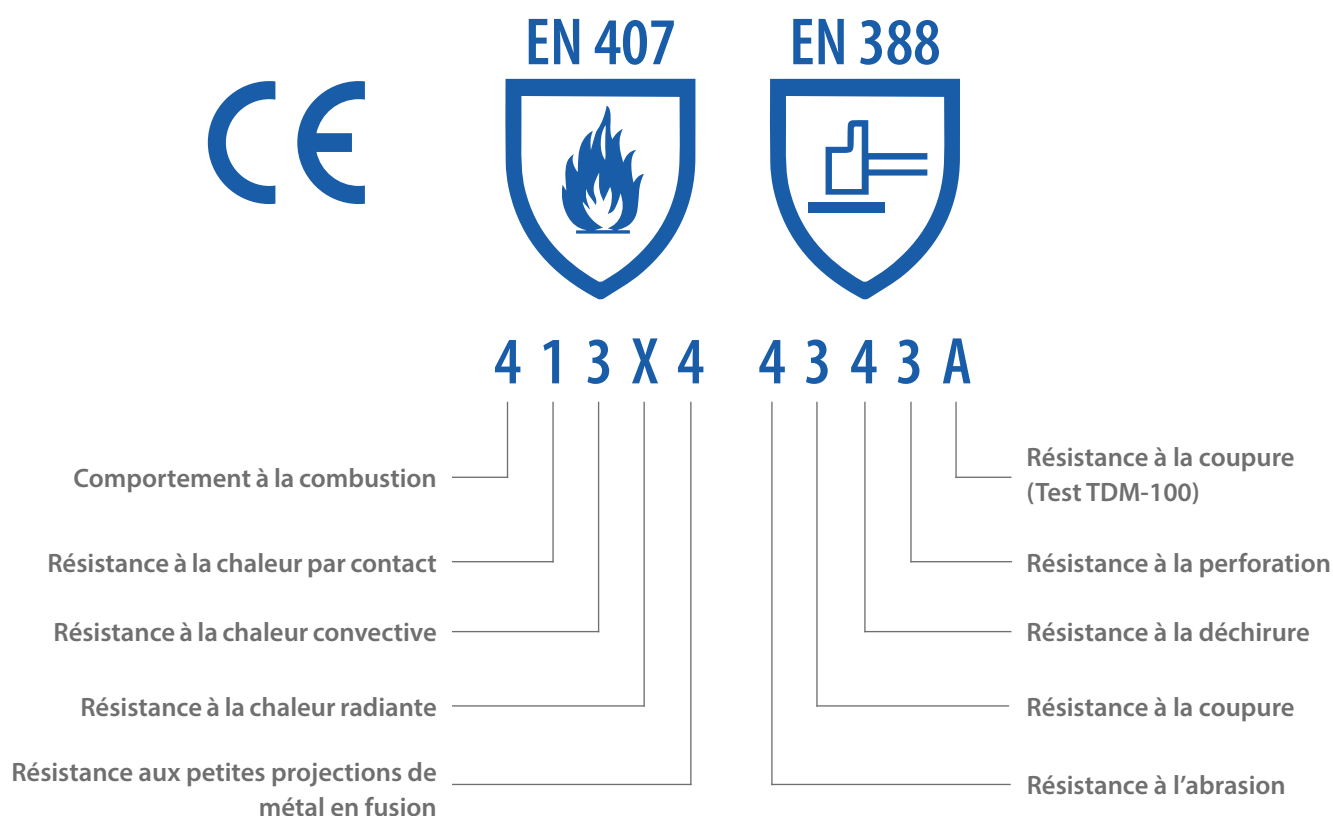 EN 407
EN 388
CE
4 1 3 X 4
4 3 4 3 A
Comportement à la combustion
Résistance à la chaleur par contact
Résistance à la chaleur convective
Résistance à la chaleur radiante
Résistance aux petites projections de
métal en fusion
Résistance à la coupure
(Test TDM-100)
Résistance à la perforation
Résistance à la déchirure
Résistance à la coupure
Résistance à l’abrasion